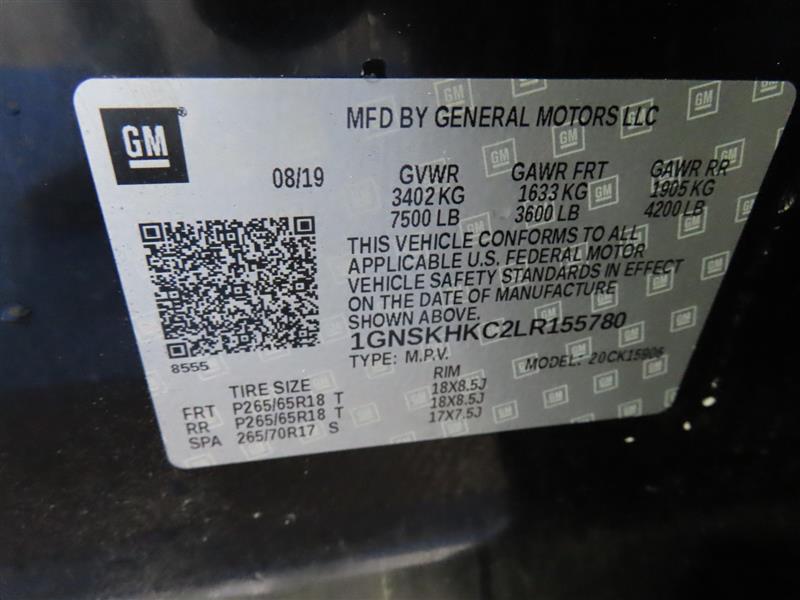 GM
MFD BY GENERAL MOTORS LLC
08/19 GVWR GAWR FRT GAWR RR
3402 KG 1633 KG 1905 KG
7500 LB 3600 LB 4200 LB
THIS VEHICLE CONFORMS TO ALL
APPLICABLE U.S. FEDERAL MOTOR
VEHICLE SAFETY STANDARDS IN EFFECT
ON THE DATE OF MANUFACTURE
SHOWN ABOVE.
1GNSKHKC2LR155780
8555 TYPE: M.P.V. MODEL: 20CK15906
TIRE SIZE RIM
FRT P265/65R18 T 18X8.5J
RR P265/65R18 T 18X8.5J
SPA 265/70R17 S 17X7.5J